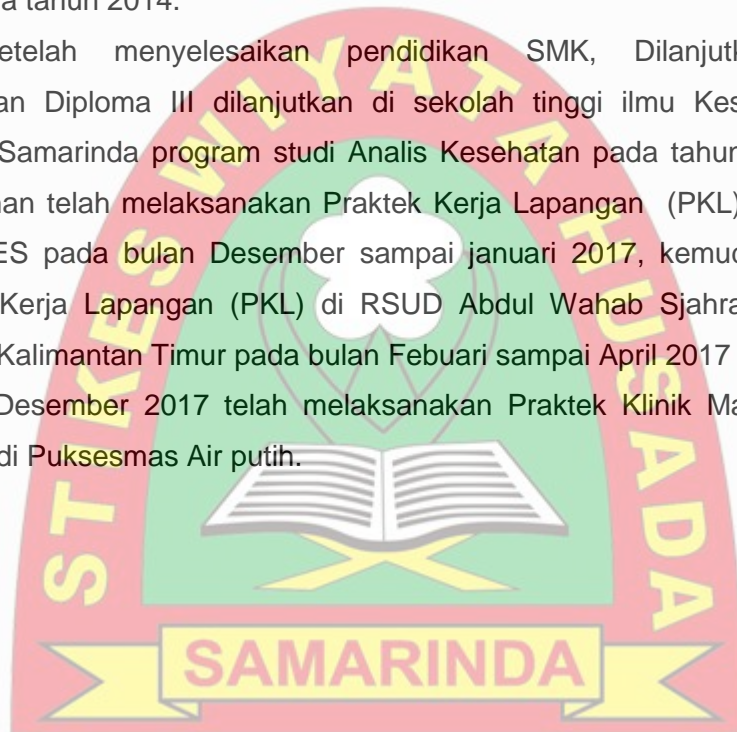 a tahun 2014.
etelah menyelesaikan pendidikan SMK, Dilanjutk
an Diploma III dilanjutkan di sekolah tinggi ilmu Kes
Samarinda program studi Analis Kesehatan pada tahun
an telah melaksanakan Praktek Kerja Lapangan (PKL)
ES pada bulan Desember sampai januari 2017, kemud
Kerja Lapangan (PKL) di RSUD Abdul Wahab Sjahra
Kalimantan Timur pada bulan Febuari sampai April 2017
Desember 2017 telah melaksanakan Praktek Klinik Ma
di Puksesmas Air putih.
STIKES WIYATA HUSADA
SAMARINDA